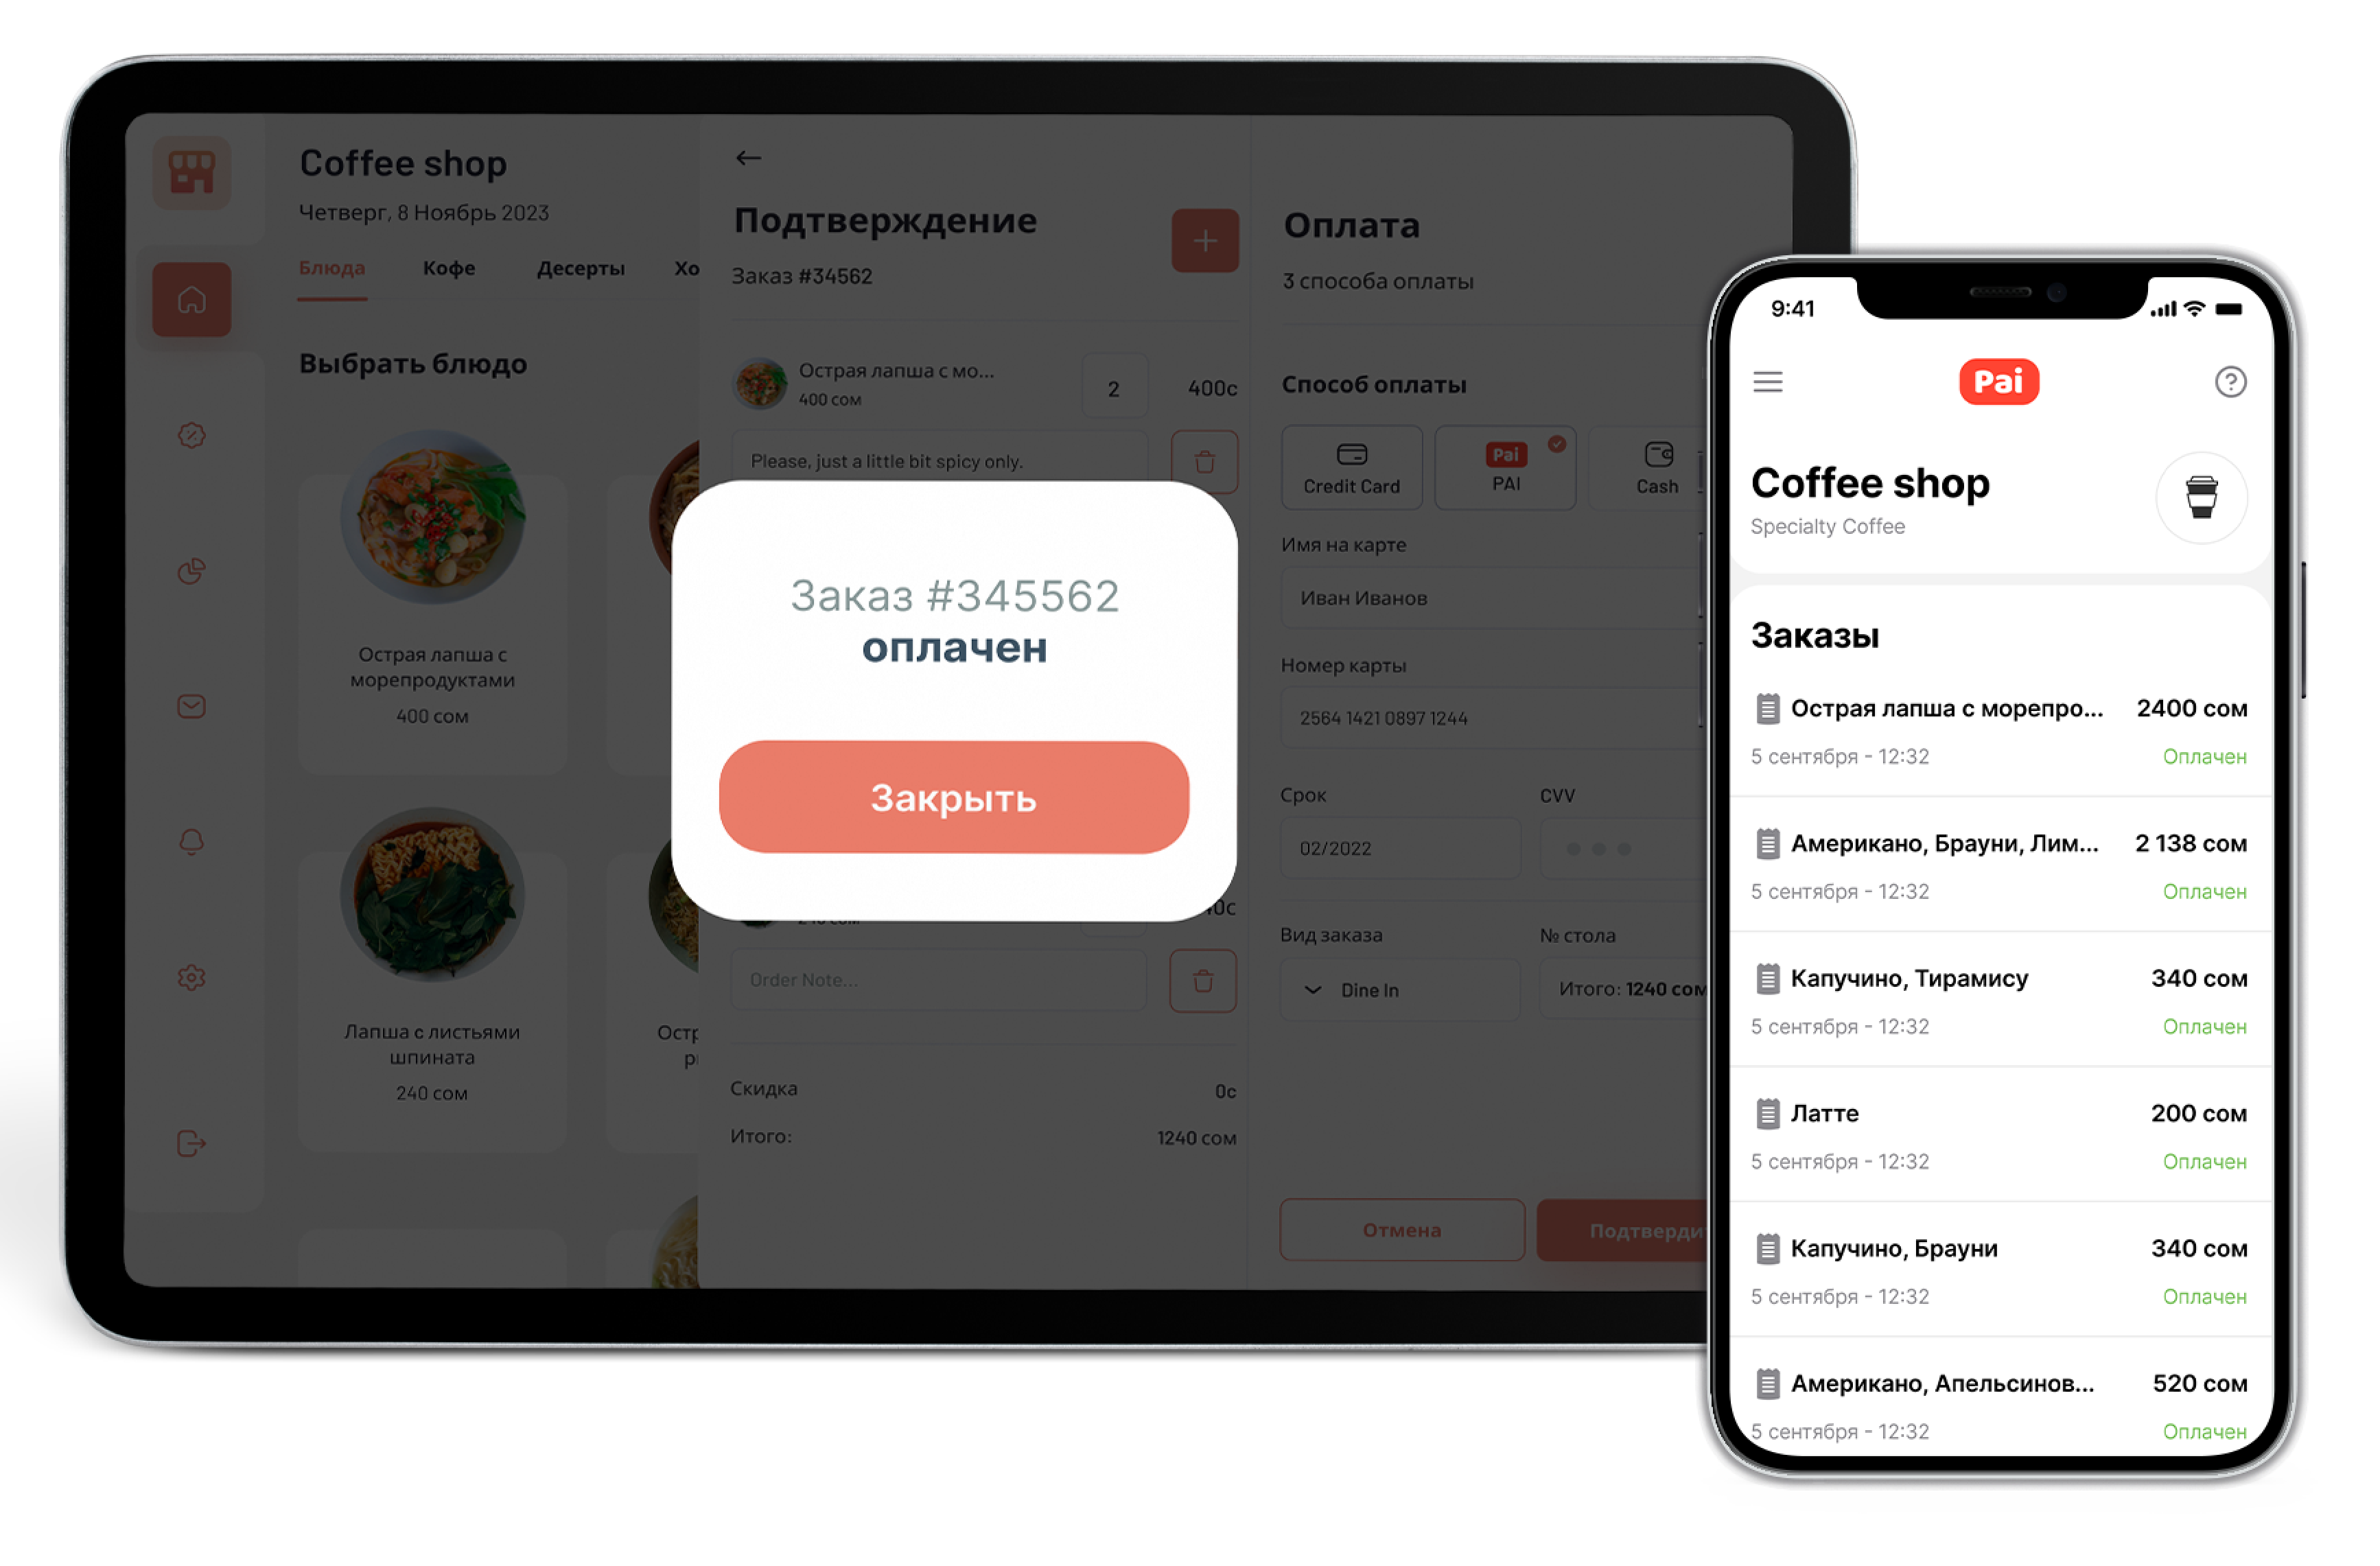 Coffee shop
Четверг, 8 Ноябрь 2023
Блюда
Кофе
Десерты
Хо
Выбрать блюдо
Острая лапша с
морепродуктами
400 сом
Лапша с листьями
шпината
240 сом
Подтверждение
Заказ #34562
Острая лапша с мо...
400 сом
2
400с
Please, just a little bit spicy only.
Заказ #345562
оплачен
Закрыть
Order Note...
Скидка
0с
Итого:
1240 сом
Оплата
3 способа оплаты
Способ оплаты
Credit Card
Pai
PAI
Cash
Имя на карте
Иван Иванов
Номер карты
2564 1421 0897 1244
Срок
CVV
02/2022
Вид заказа
№ стола
Dine In
Итого: 1240 сом
Отмена
Подтверди
9:41
Pai
Coffee shop
Specialty Coffee
Заказы
Острая лапша с морепро...
2400 сом
5 сентября - 12:32
Оплачен
Американо, Брауни, Лим...
2 138 сом
5 сентября - 12:32
Оплачен
Капучино, Тирамису
340 сом
5 сентября - 12:32
Оплачен
Латте
200 сом
5 сентября - 12:32
Оплачен
Капучино, Брауни
340 сом
5 сентября - 12:32
Оплачен
Американо, Апельсинов...
520 сом
5 сентября - 12:32
Оплачен